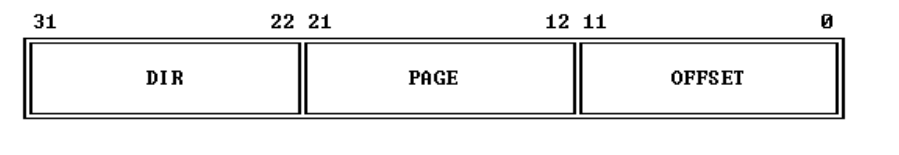 31 22 21 12 11 0
DIR PAGE OFFSET